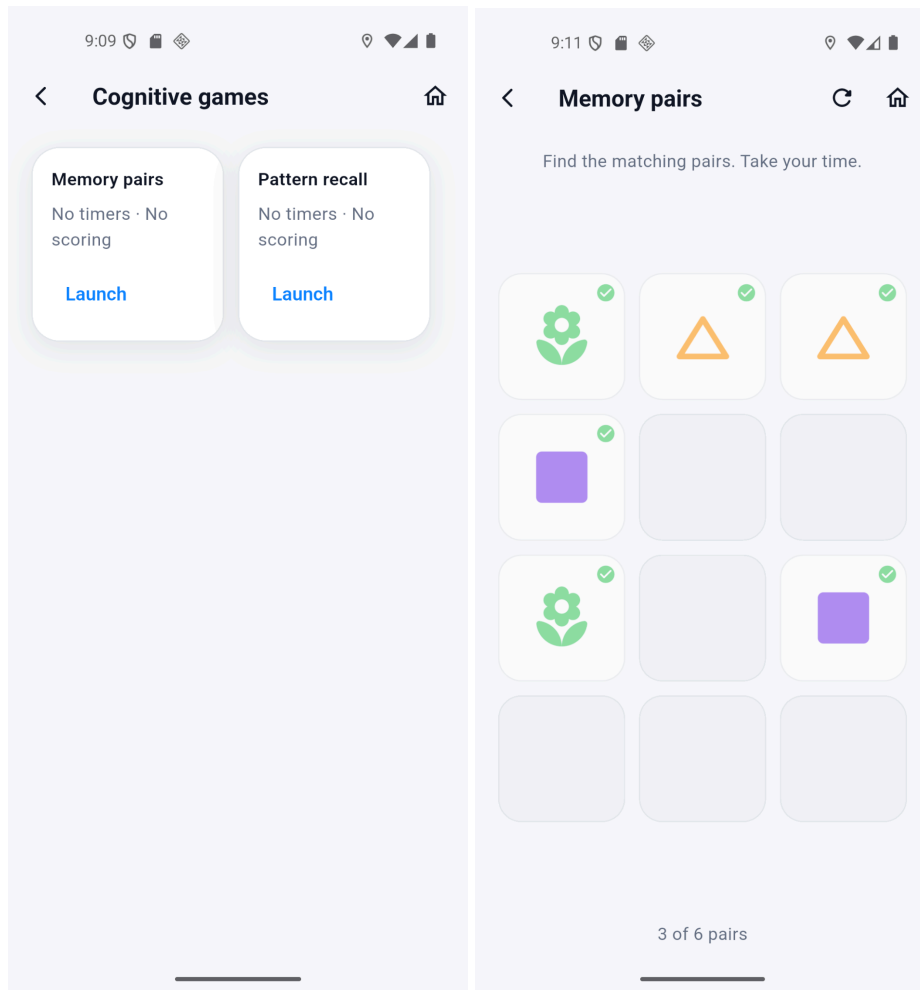 9:09
Cognitive games
Memory pairs
No timers · No
scoring
Launch
Pattern recall
No timers · No
scoring
Launch
9:11
Memory pairs
Find the matching pairs. Take your time.
3 of 6 pairs